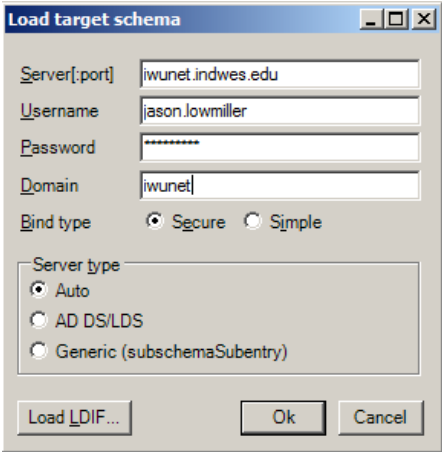 Load target schema
Server[:port] iwunet.indwes.edu
Username jason.lowmiller
Password *********
Domain iwunet
Bind type Secure Simple
Server type
Auto
AD DS/LDS
Generic (subschemaSubentry)
Load LDIF... Ok Cancel